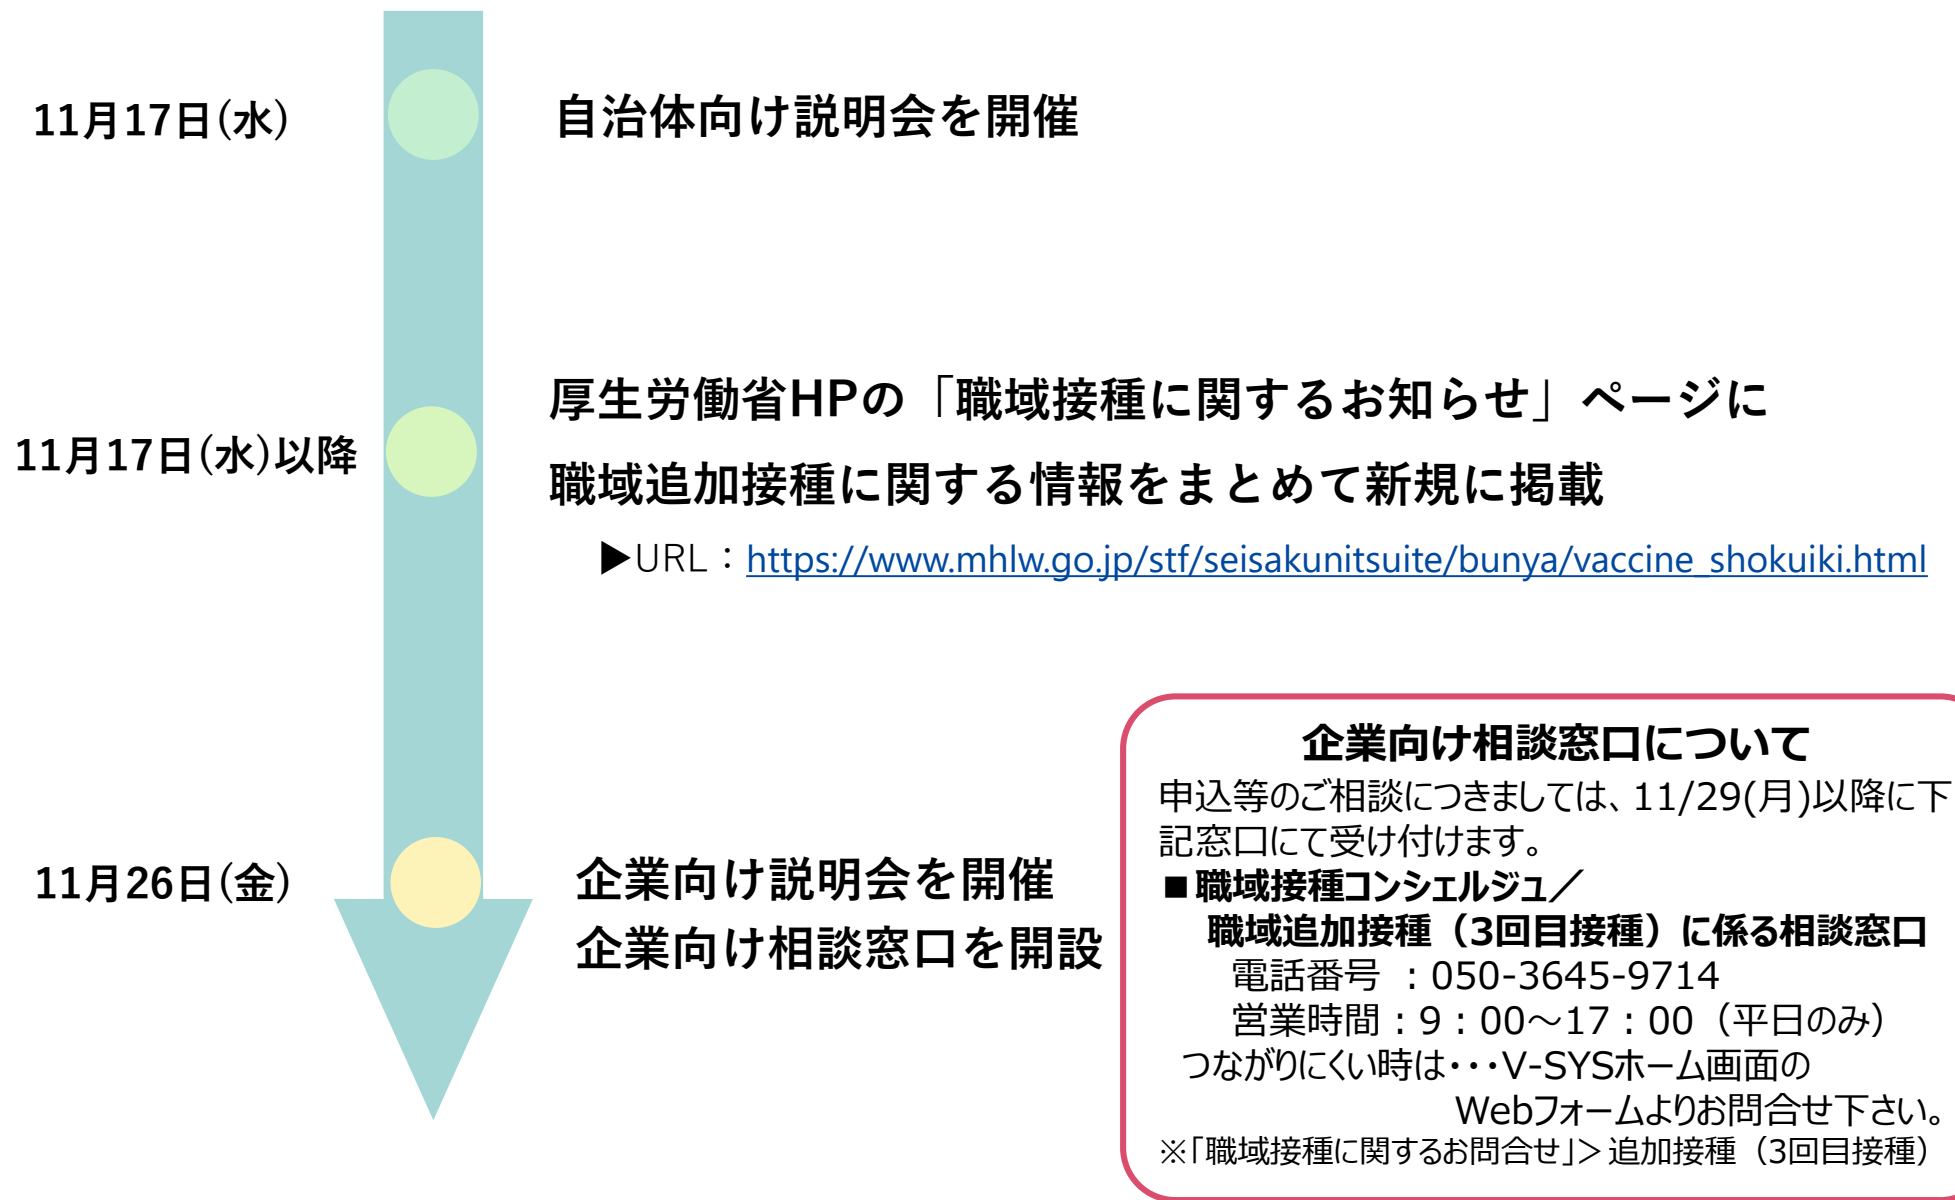 11月17日(水)
自治体向け説明会を開催
11月17日(水)以降
厚生労働省HPの「職域接種に関するお知らせ」ページに
職域追加接種に関する情報をまとめて新規に掲載
▶URL：https://www.mhlw.go.jp/stf/seisakunitsuite/bunya/vaccine_shokuiki.html
11月26日(金)
企業向け説明会を開催
企業向け相談窓口を開設
企業向け相談窓口について
申込等のご相談につきましては、11/29(月)以降に下
記窓口にて受け付けます。
■職域接種コンシェルジュ／
職域追加接種（3回目接種）に係る相談窓口
電話番号 ：050-3645-9714
営業時間：9：00～17：00（平日のみ）
つながりにくい時は・・・V-SYSホーム画面の
Webフォームよりお問合せ下さい。
※「職域接種に関するお問合せ」＞追加接種（3回目接種）